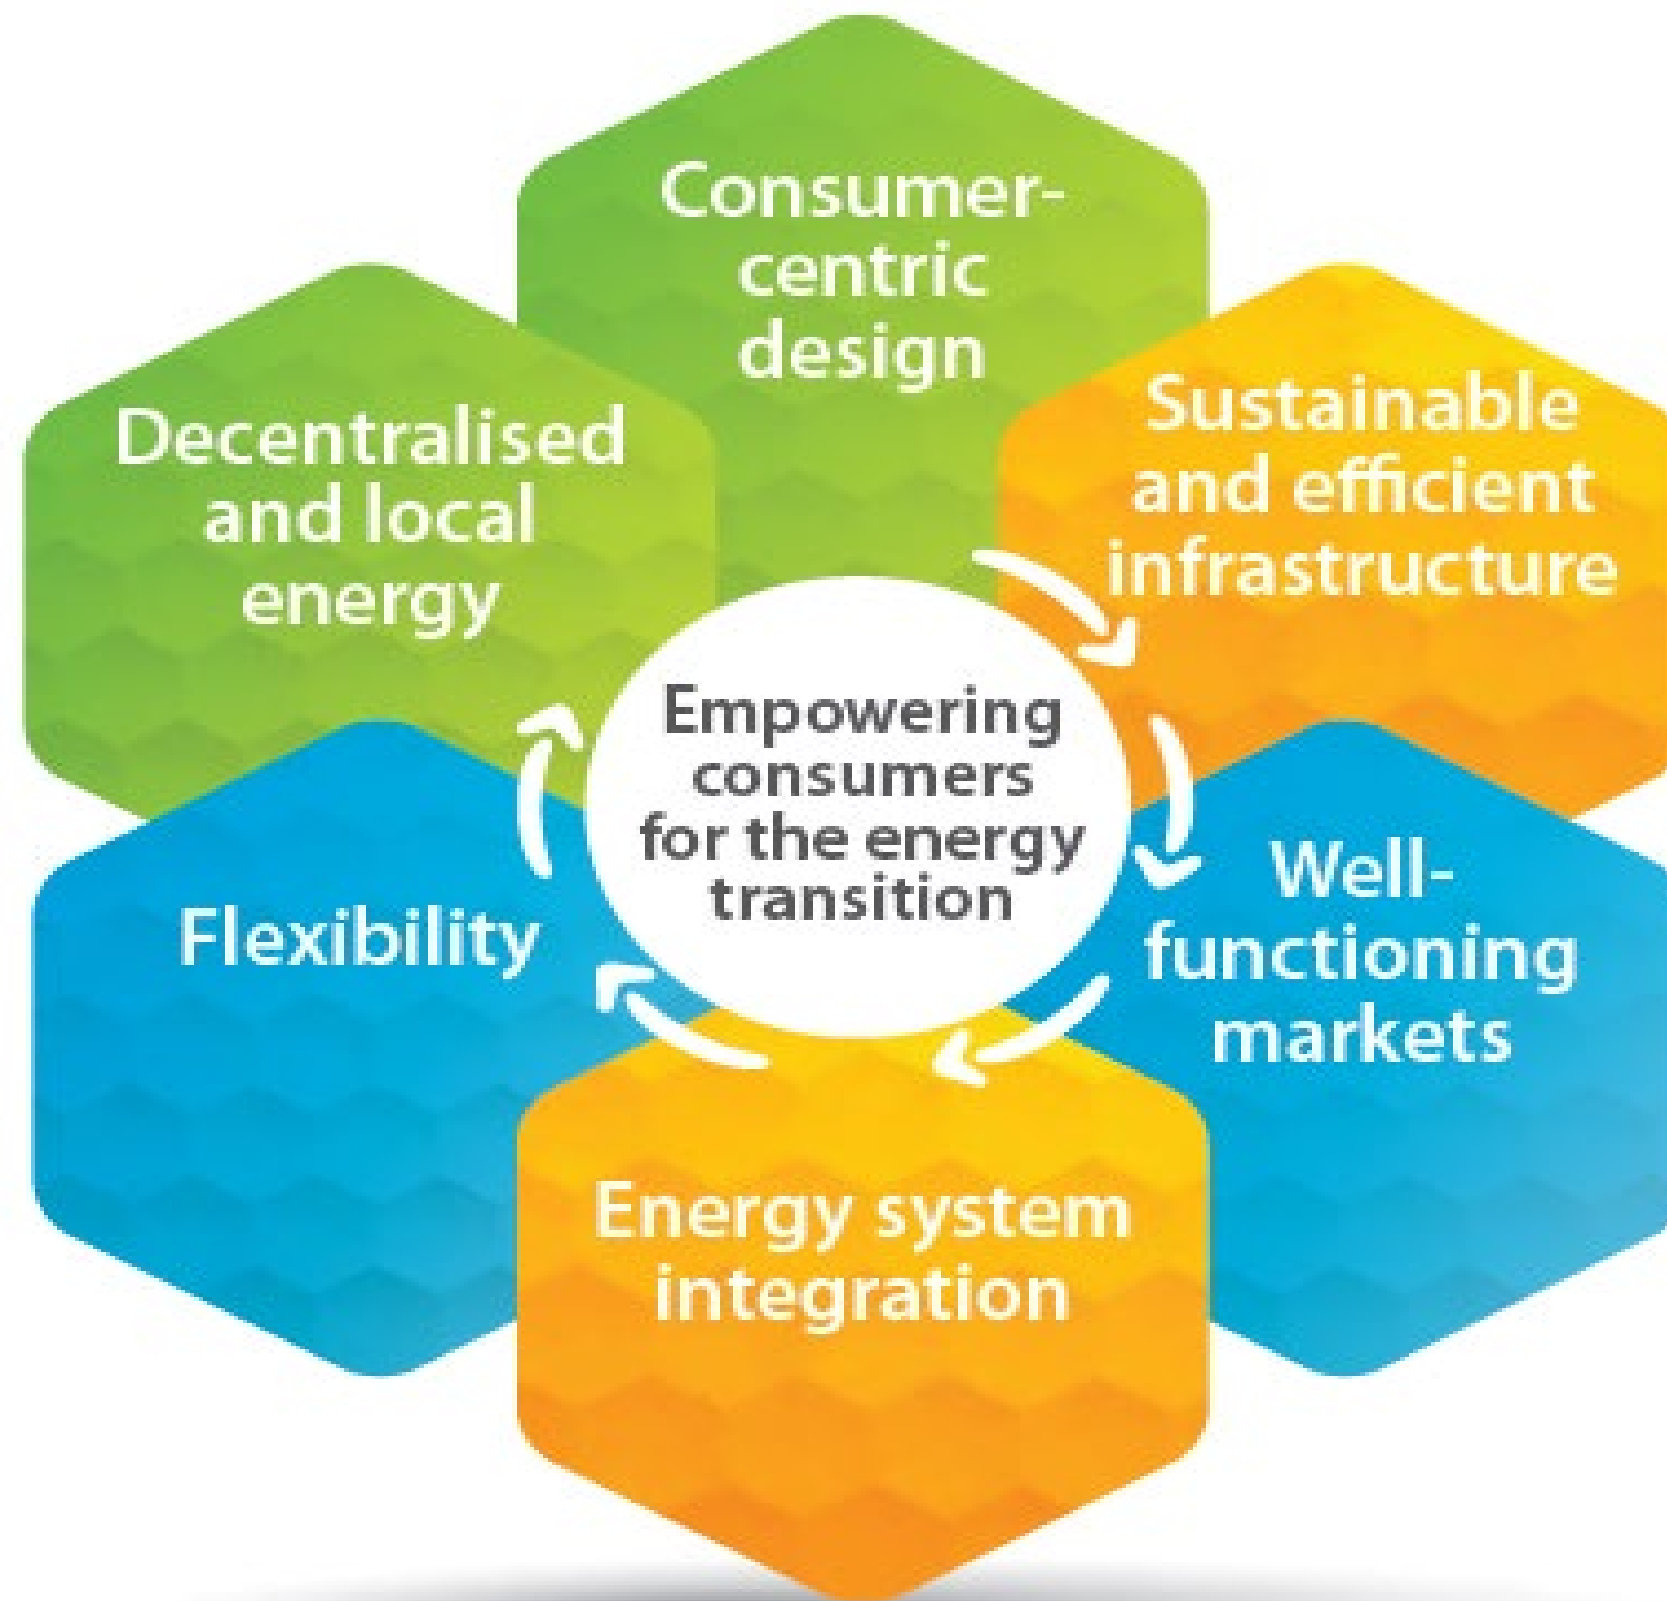 Consumer-
centric
design
Sustainable
and efficient
infrastructure
Well-
functioning
markets
Energy system
integration
Flexibility
Decentralised
and local
energy
Empowering
consumers
for the energy
transition